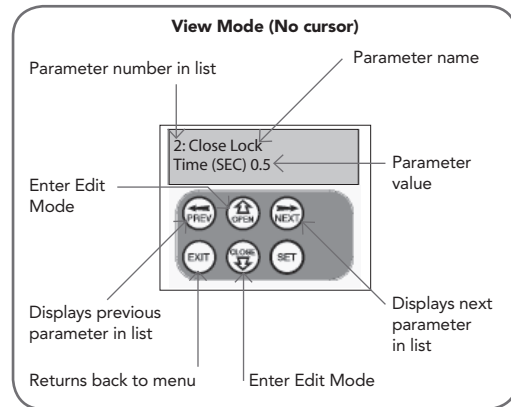 View Mode (No cursor)
Parameter number in list
Parameter name
2: Close Lock
Time (SEC) 0.5
Parameter
value
Enter Edit
Mode
PREV
OPEN
NEXT
EXIT
CLOSE
SET
Displays previous
parameter in list
Displays next
parameter
in list
Returns back to menu
Enter Edit Mode